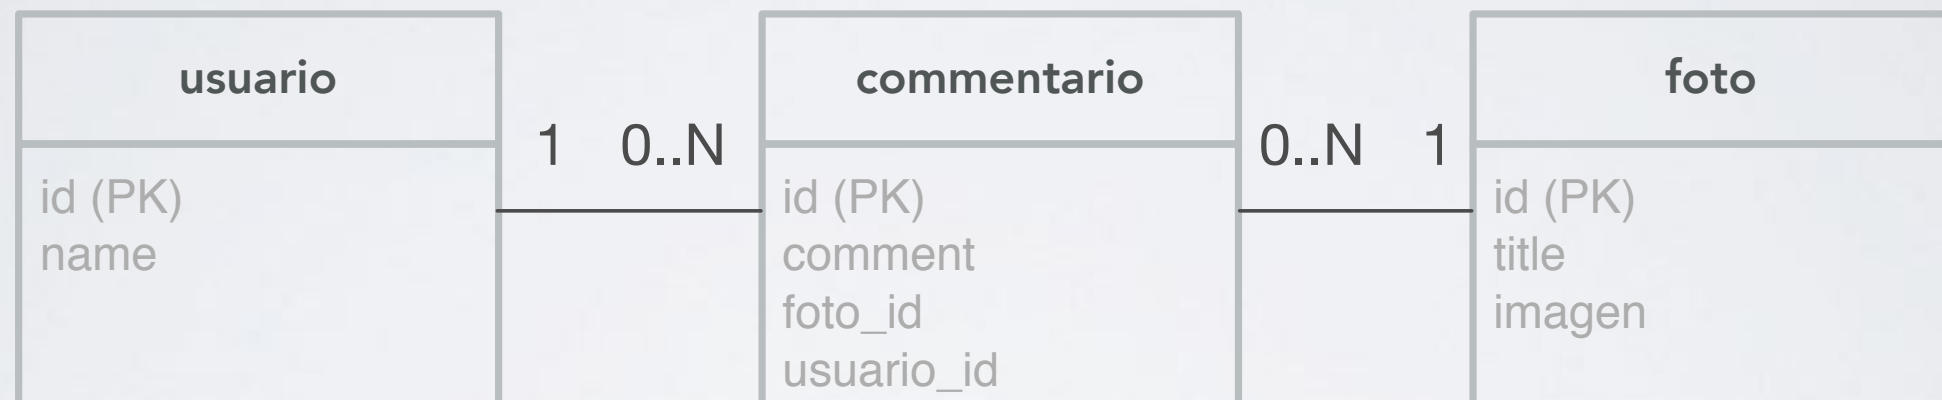 usuario
id (PK)
name
1 0..N
commentario
id (PK)
comment
foto_id
usuario_id
0..N 1
foto
id (PK)
title
imagen